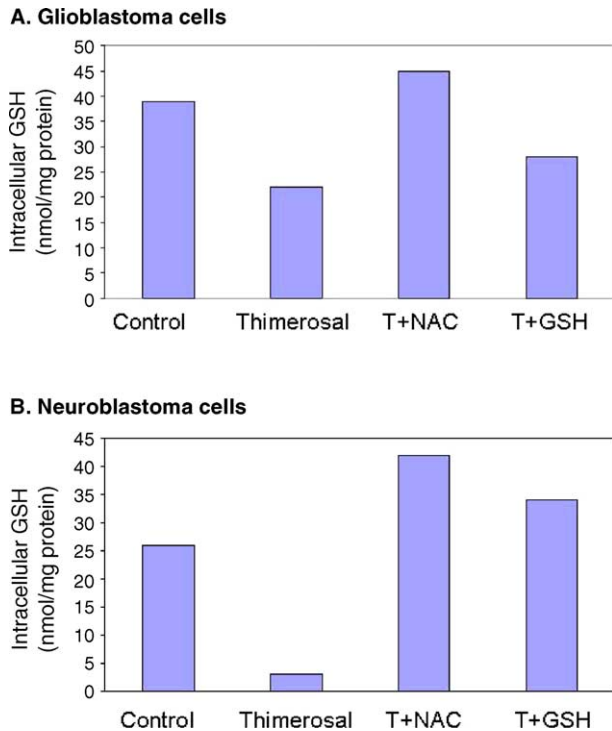 A. Glioblastoma cells
Intracellular GSH
(nmol/mg protein)
50
45
40
35
30
25
20
15
10
5
0
Control Thimerosal T+NAC T+GSH
B. Neuroblastoma cells
Intracellular GSH
(nmol/mg protein)
45
40
35
30
25
20
15
10
5
0
Control Thimerosal T+NAC T+GSH